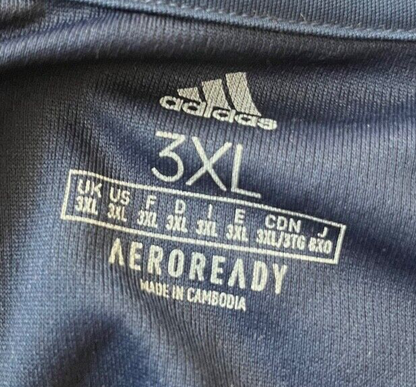 adidas
3XL
UK US F D I E CDN J
3XL 3XL 3XL 3XL 3XL 3XL 3XL/3TG 6XO
AEROREADY
MADE IN CAMBODIA